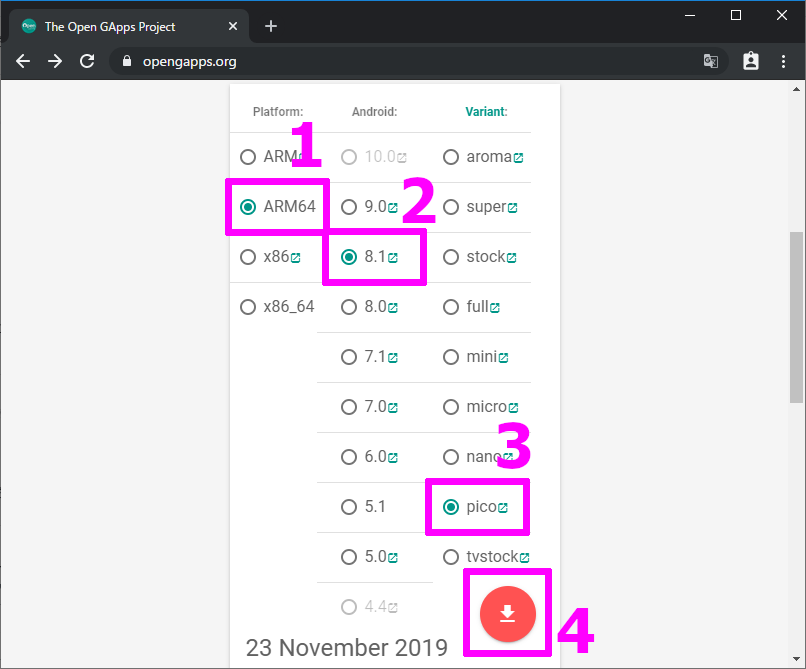 The Open GApps Project
opengapps.org
Platform: Android: Variant:
1
ARM 10.0 aroma
2
ARM64 9.0 super
x86 8.1 stock
x86_64 8.0 full
7.1 mini
7.0 micro
3
6.0 nano
5.1 pico
5.0 tvstock
4.4
4
23 November 2019